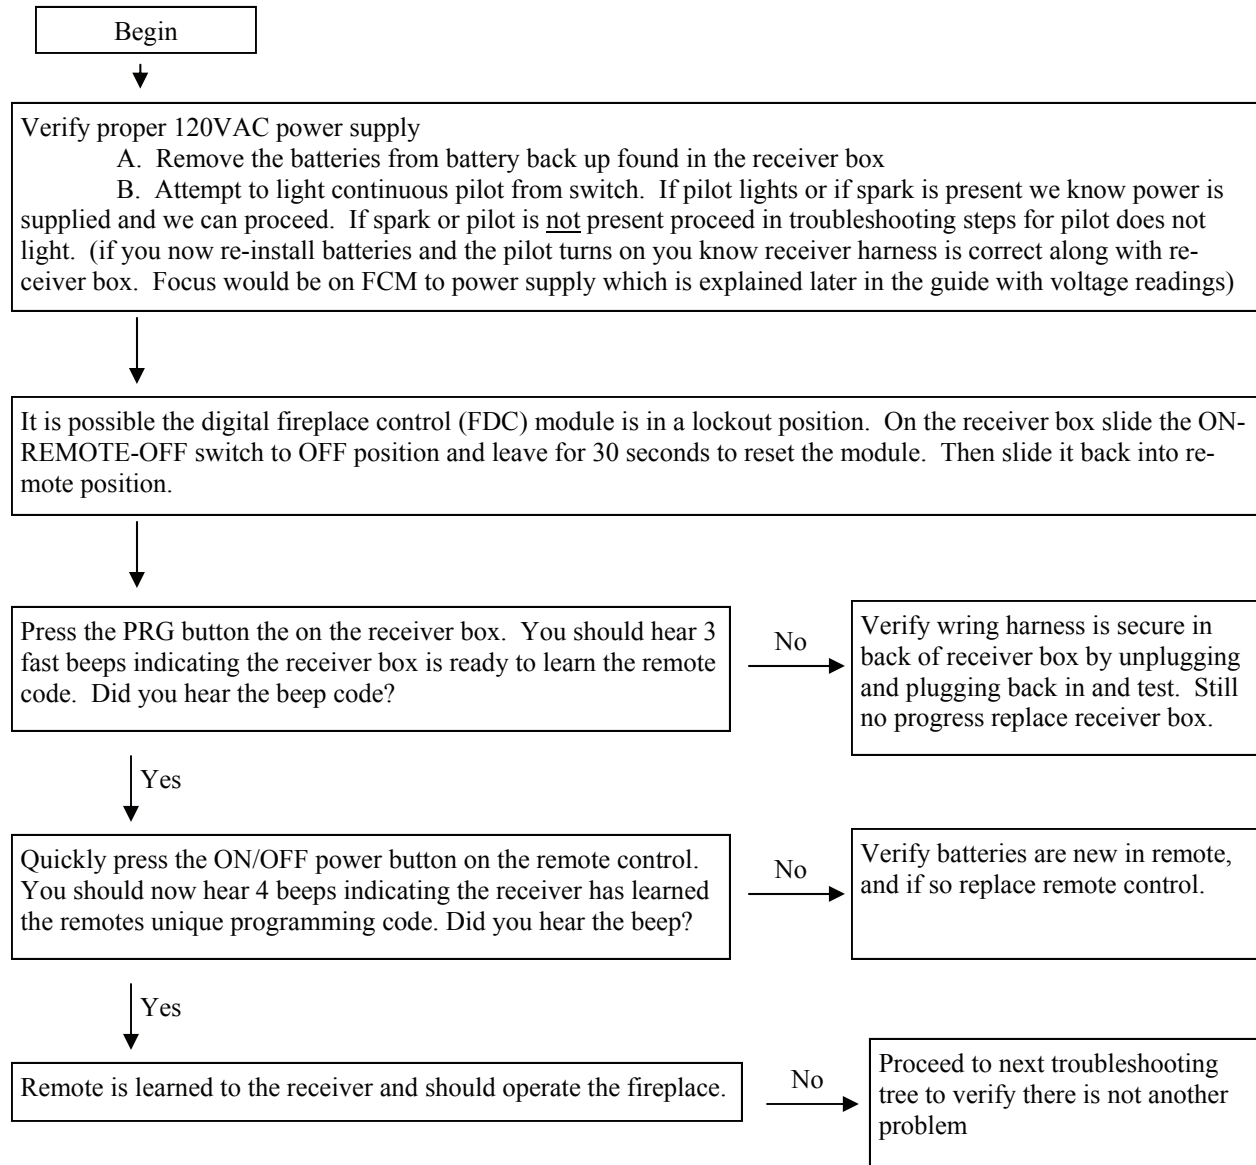 Begin
Verify proper 120VAC power supply
A. Remove the batteries from battery back up found in the receiver box
B. Attempt to light continuous pilot from switch. If pilot lights or if spark is present we know power is
supplied and we can proceed. If spark or pilot is not present proceed in troubleshooting steps for pilot does not
light. (if you now re-install batteries and the pilot turns on you know receiver harness is correct along with re-
ceiver box. Focus would be on FCM to power supply which is explained later in the guide with voltage readings)
It is possible the digital fireplace control (FDC) module is in a lockout position. On the receiver box slide the ON-
REMOTE-OFF switch to OFF position and leave for 30 seconds to reset the module. Then slide it back into re-
mote position.
Press the PRG button the on the receiver box. You should hear 3
fast beeps indicating the receiver box is ready to learn the remote
code. Did you hear the beep code?
No
Verify wring harness is secure in
back of receiver box by unplugging
and plugging back in and test. Still
no progress replace receiver box.
Yes
Quickly press the ON/OFF power button on the remote control.
You should now hear 4 beeps indicating the receiver has learned
the remotes unique programming code. Did you hear the beep?
No
Verify batteries are new in remote,
and if so replace remote control.
Yes
Remote is learned to the receiver and should operate the fireplace.
No
Proceed to next troubleshooting
tree to verify there is not another
problem